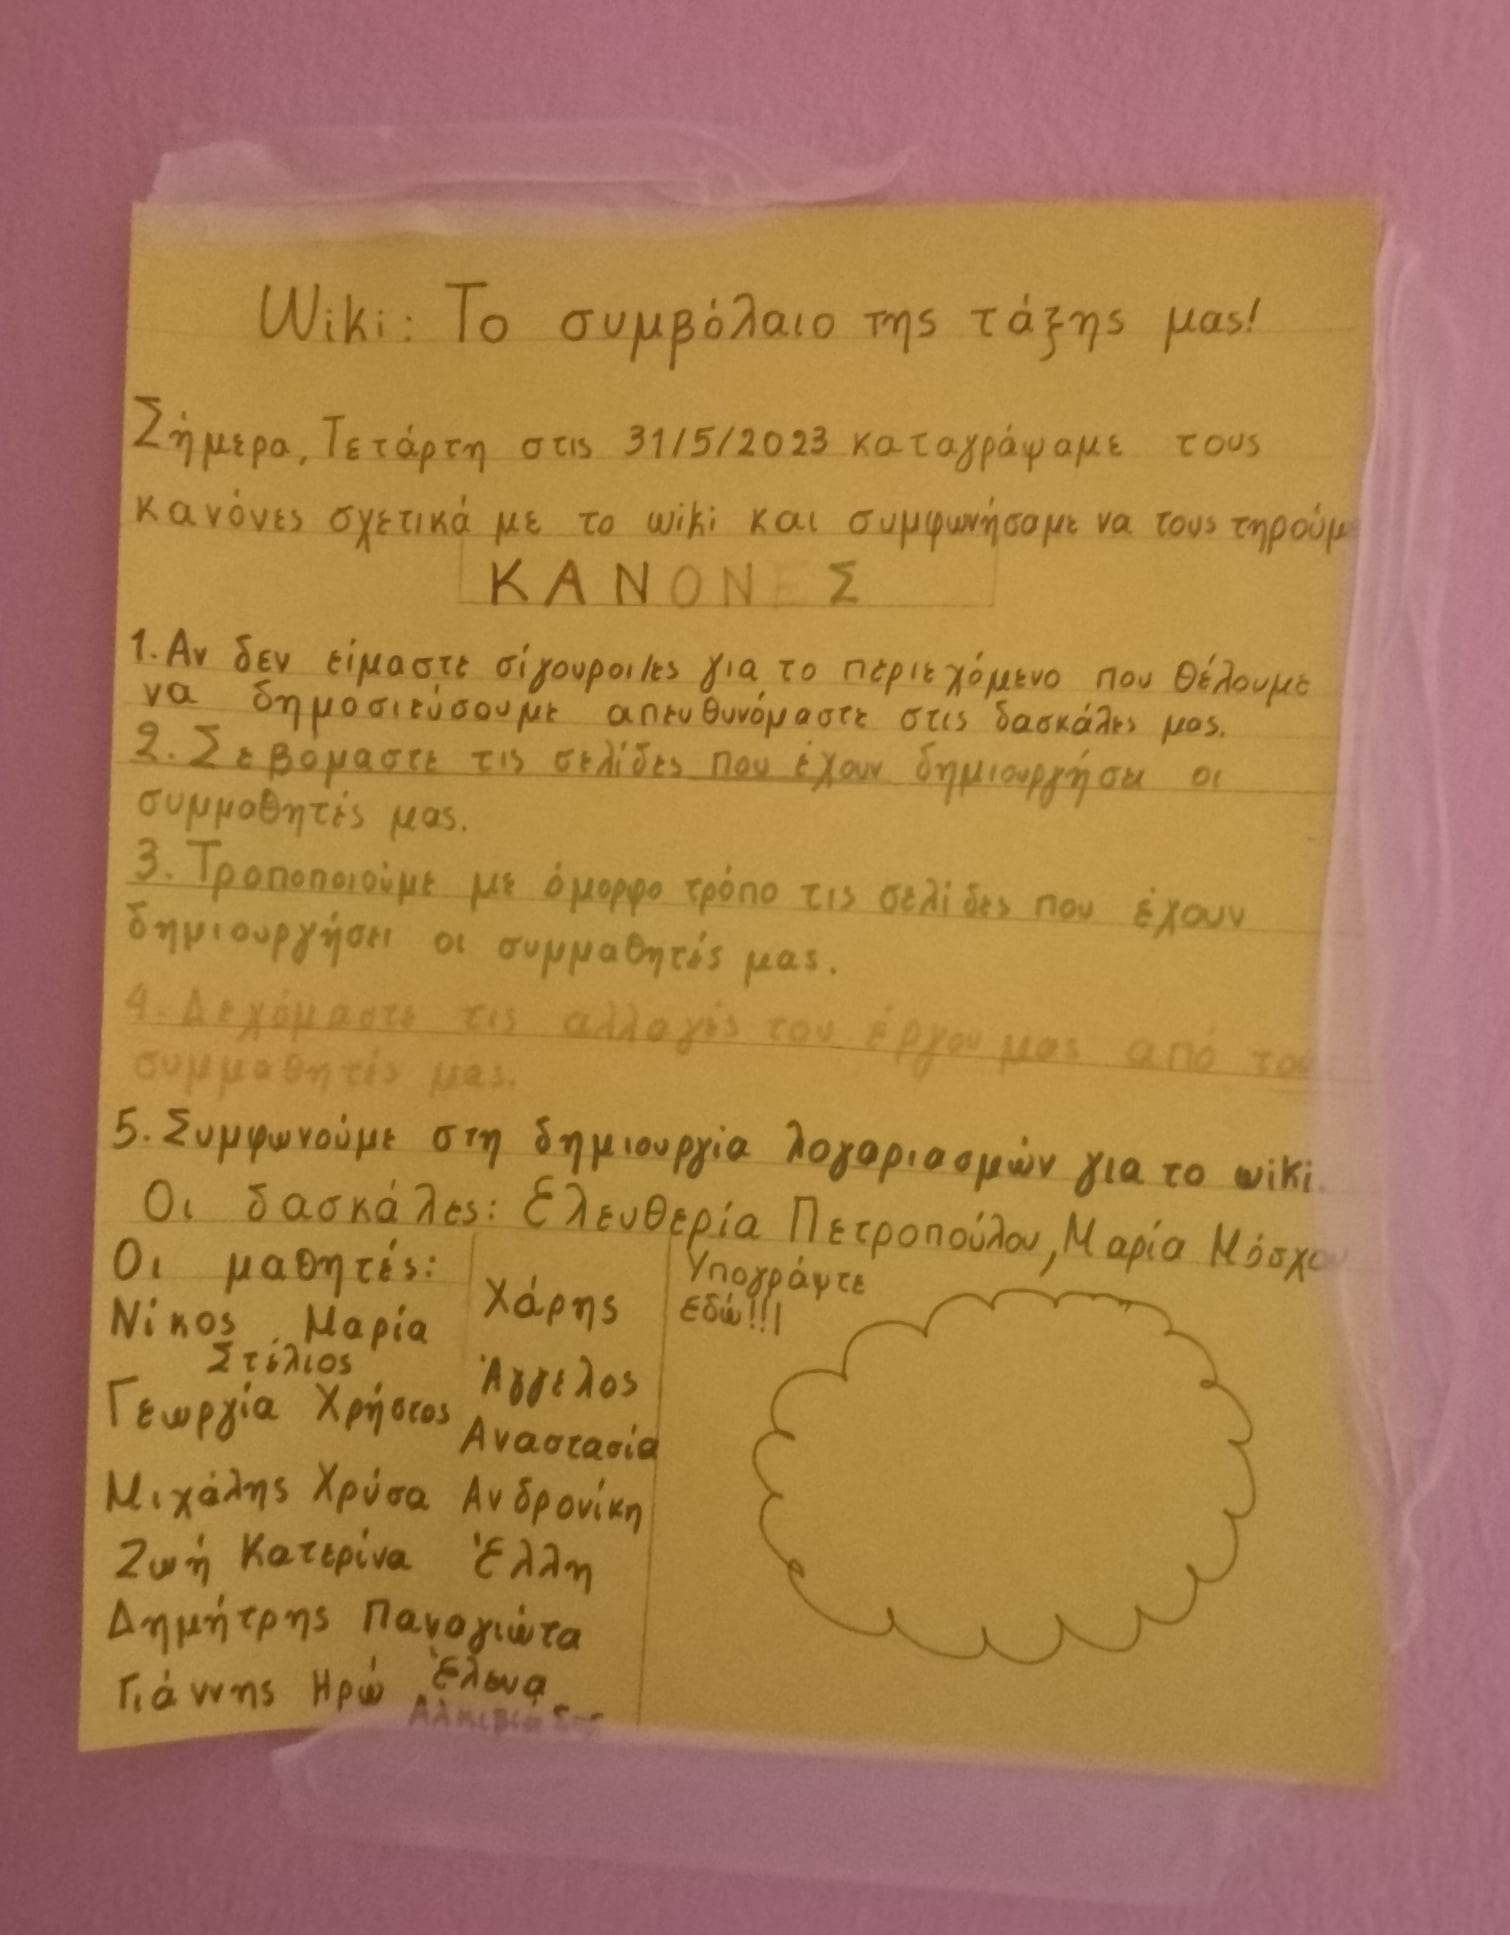 Wiki: Το συμβόλαιο της τάξης μας!
Σήμερα, Τετάρτη στις 31/5/2023 καταγράψαμε τους
κανόνες σχετικά με το wiki και συμφωνήσαμε να τους τηρούμε
ΚΑΝΟΝΕΣ
1. Αν δεν είμαστε σίγουροι/ες για το περιεχόμενο που θέλουμε
να δημοσιεύσουμε απευθυνόμαστε στις δασκάλες μας.
2. Σεβόμαστε τις σελίδες που έχουν δημιουργήσει οι
συμμαθητές μας.
3. Τροποποιούμε με όμορφο τρόπο τις σελίδες που έχουν
δημιουργήσει οι συμμαθητές μας.
4. Δεχόμαστε τις αλλαγές του έργου μας από τους
συμμαθητές μας.
5. Συμφωνούμε στη δημιουργία λογαριασμών για το wiki.
Οι δασκάλες: Ελευθερία Πετροπούλου, Μαρία Μόσχου
Οι μαθητές:
Νίκος Μαρία
Στέλιος
Γεωργία Χρήστος
Μιχάλης Χρύσα Ανδρονίκη
Ζωή Κατερίνα Έλλη
Δημήτρης Παναγιώτα
Γιάννης Ηρώ Έλενα
Αλκιβιάδης
Χάρης
Άγγελος
Αναστασία
Υπογράψτε
εδώ!!!